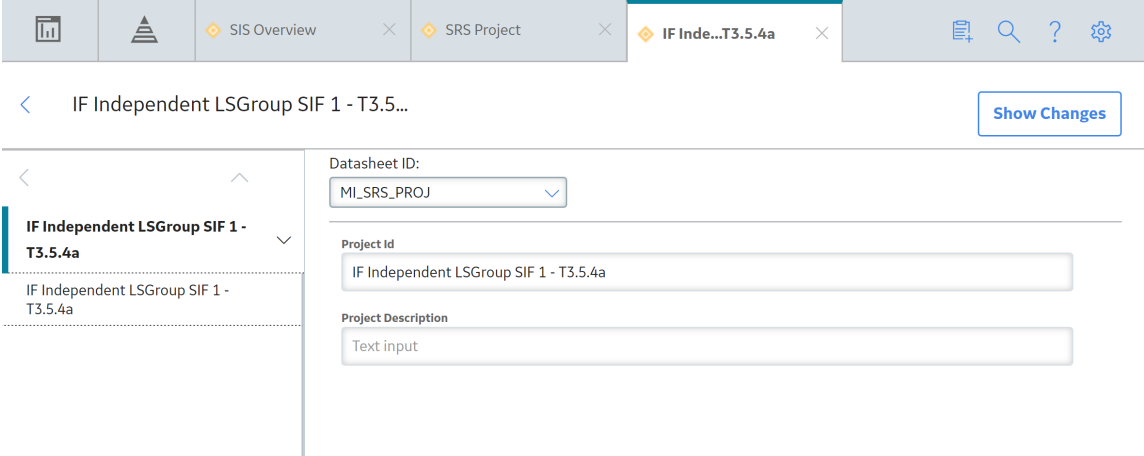 SIS Overview
SRS Project
IF Inde...T3.5.4a
IF Independent LSGroup SIF 1 - T3.5...
Show Changes
IF Independent LSGroup SIF 1 -
T3.5.4a
IF Independent LSGroup SIF 1 -
T3.5.4a
Datasheet ID:
MI_SRS_PROJ
Project Id
IF Independent LSGroup SIF 1 - T3.5.4a
Project Description
Text input